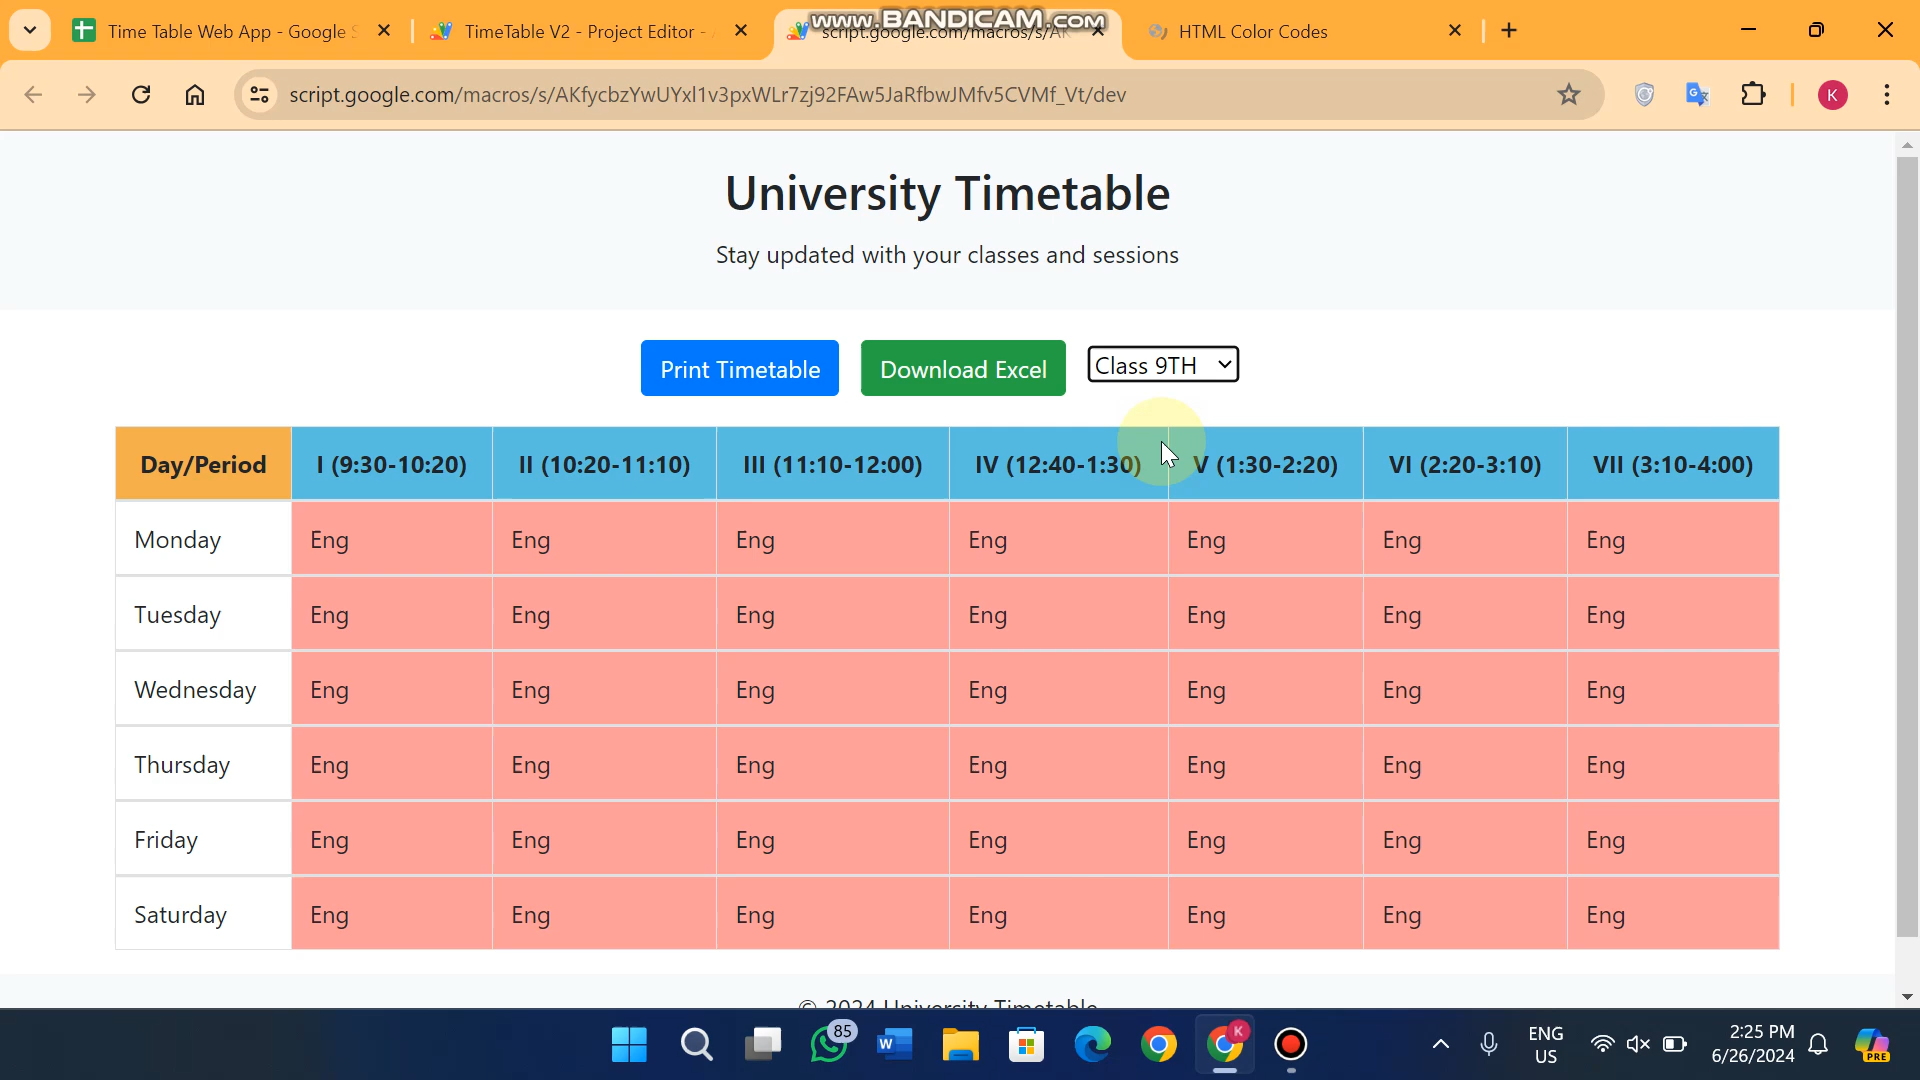 Time Table Web App - Google S
TimeTable V2 - Project Editor - A
script.google.com/macros/s/AK
HTML Color Codes
www.BANDICAM.com
script.google.com/macros/s/AKfycbzYwUYxl1v3pxWLr7zj92FAw5JaRfbwJMfv5CVMf_Vt/dev
K
University Timetable
Stay updated with your classes and sessions
Print Timetable Download Excel Class 9TH
Day/Period I (9:30-10:20) II (10:20-11:10) III (11:10-12:00) IV (12:40-1:30) V (1:30-2:20) VI (2:20-3:10) VII (3:10-4:00)
Monday Eng Eng Eng Eng Eng Eng Eng
Tuesday Eng Eng Eng Eng Eng Eng Eng
Wednesday Eng Eng Eng Eng Eng Eng Eng
Thursday Eng Eng Eng Eng Eng Eng Eng
Friday Eng Eng Eng Eng Eng Eng Eng
Saturday Eng Eng Eng Eng Eng Eng Eng
© 2024 University Timetable
85
W
K
ENG
US
2:25 PM
6/26/2024
PRE